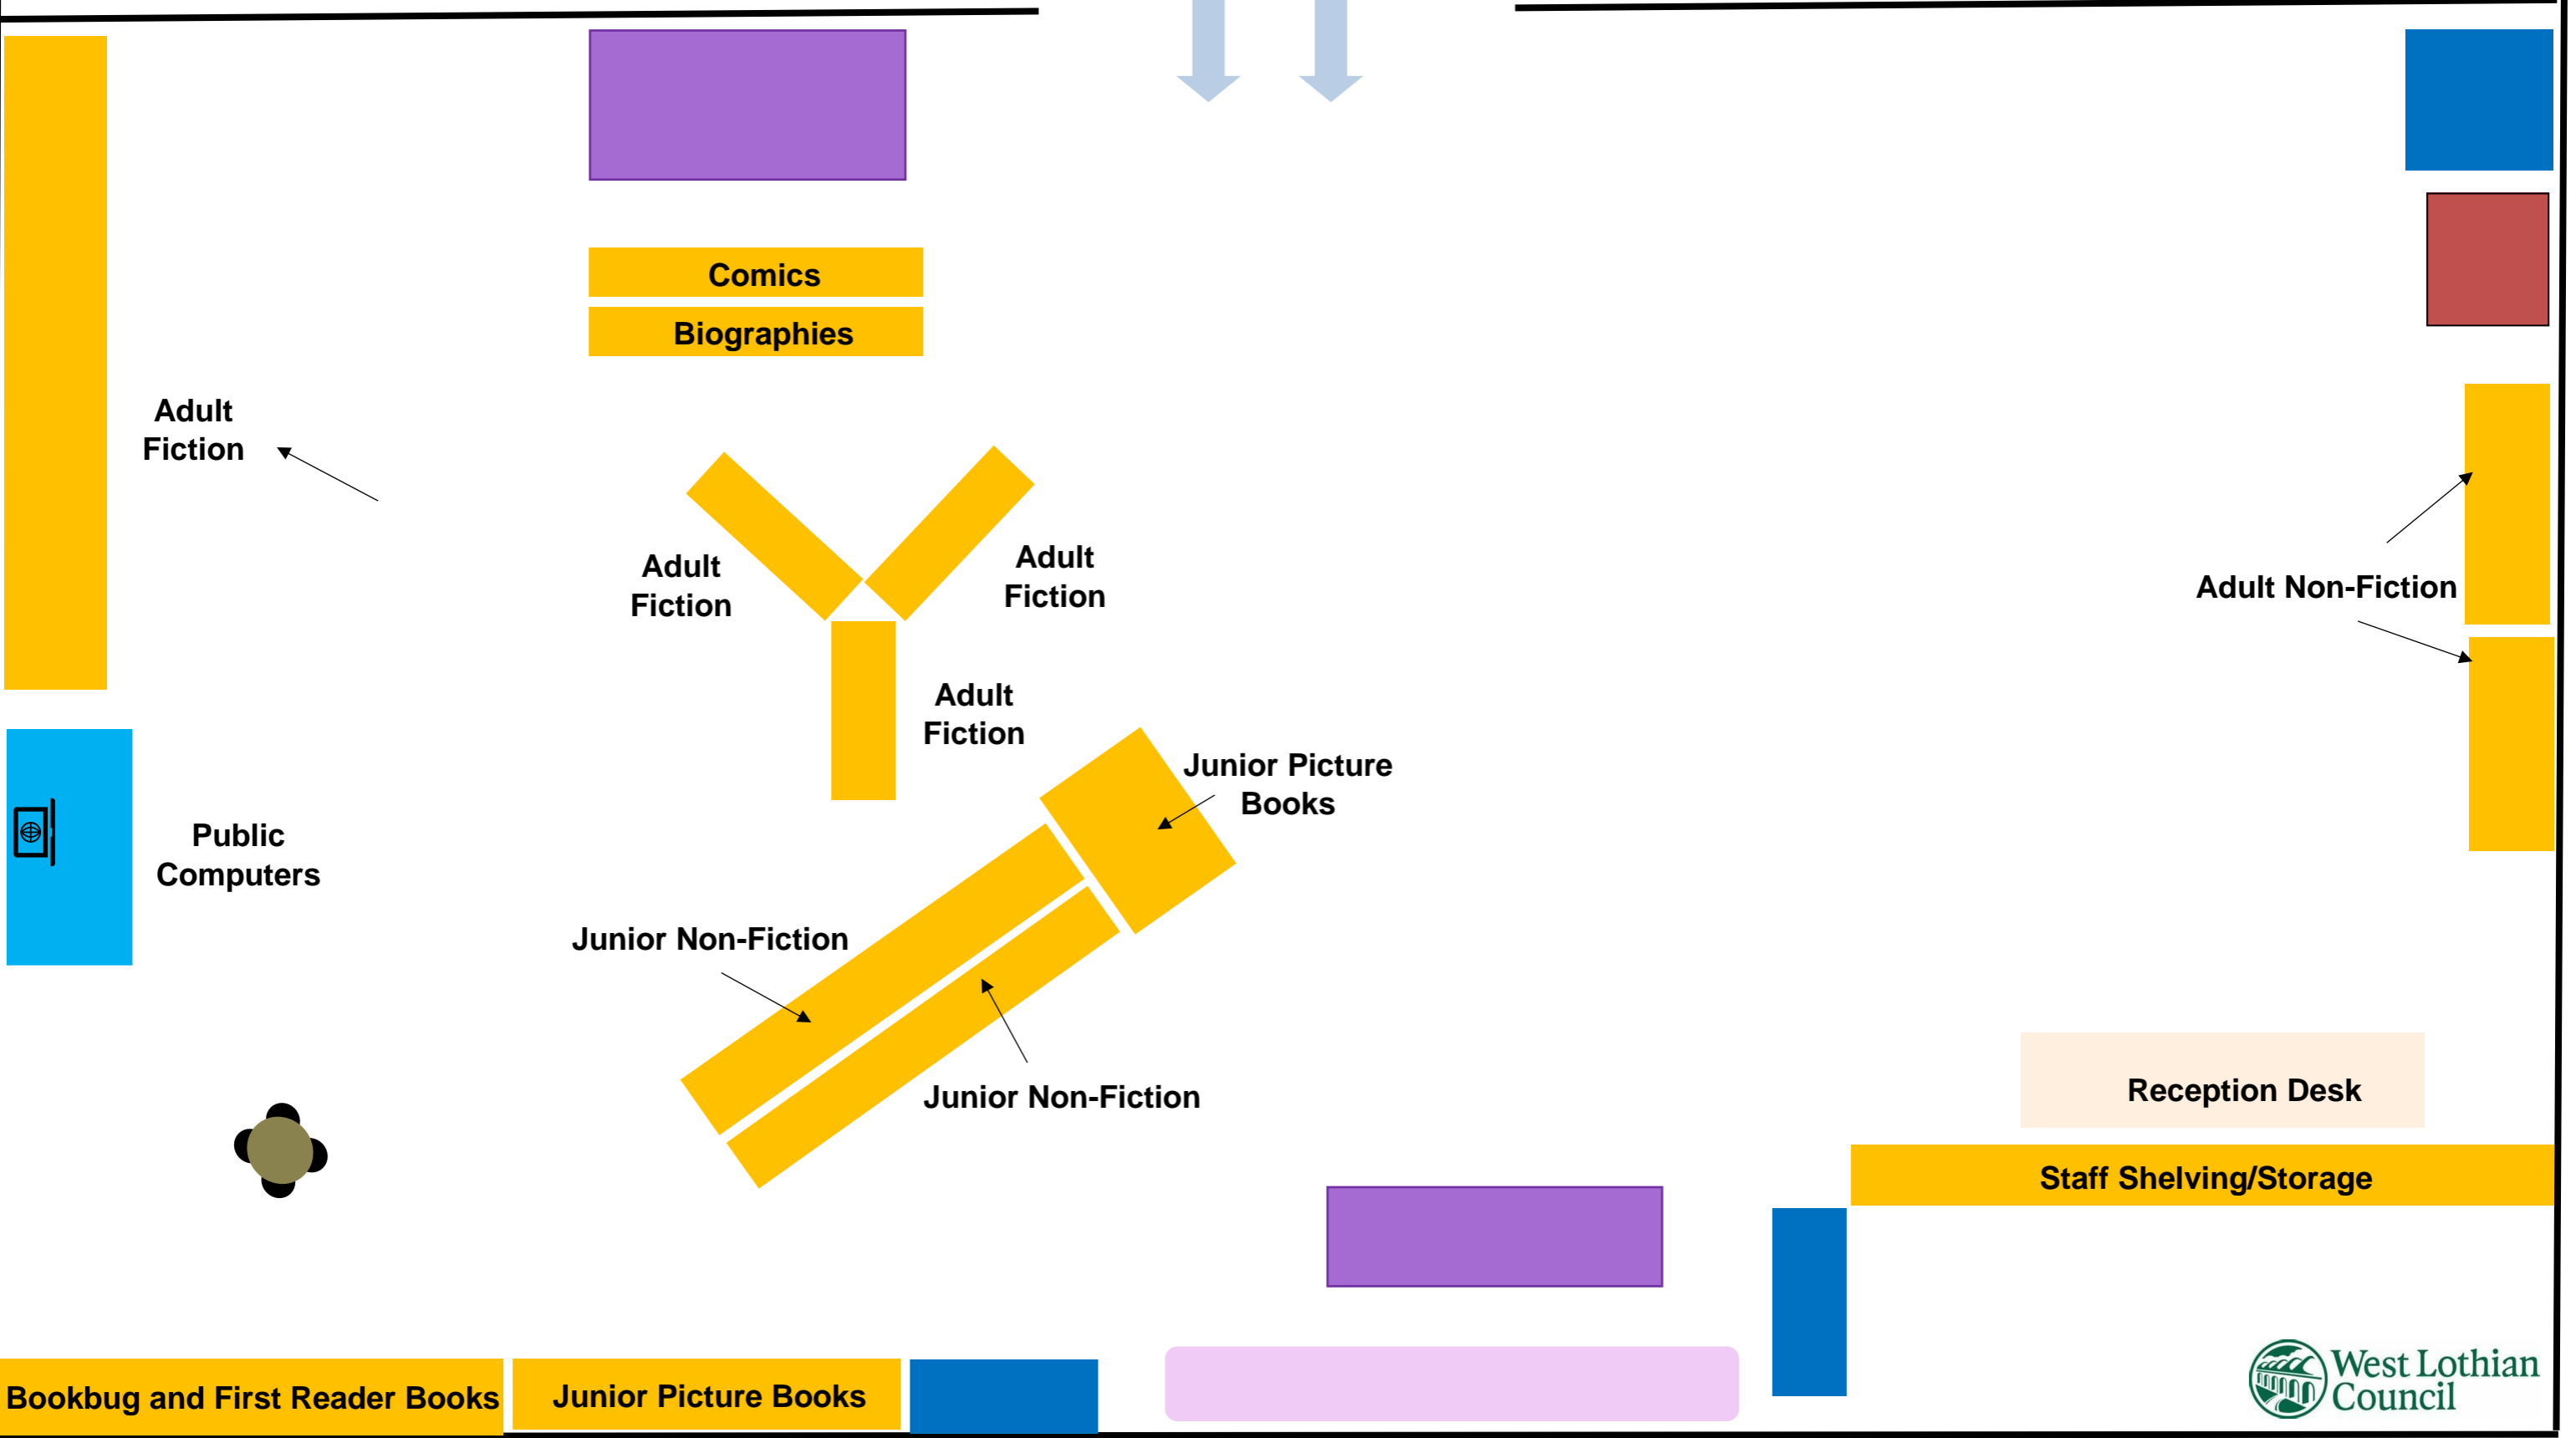 Comics
Biographies
Adult
Fiction
Adult
Fiction
Adult
Fiction
Adult Non-Fiction
Adult
Fiction
Junior Picture
Books
Public
Computers
Junior Non-Fiction
Junior Non-Fiction
Reception Desk
Staff Shelving/Storage
Bookbug and First Reader Books
Junior Picture Books
West Lothian
Council